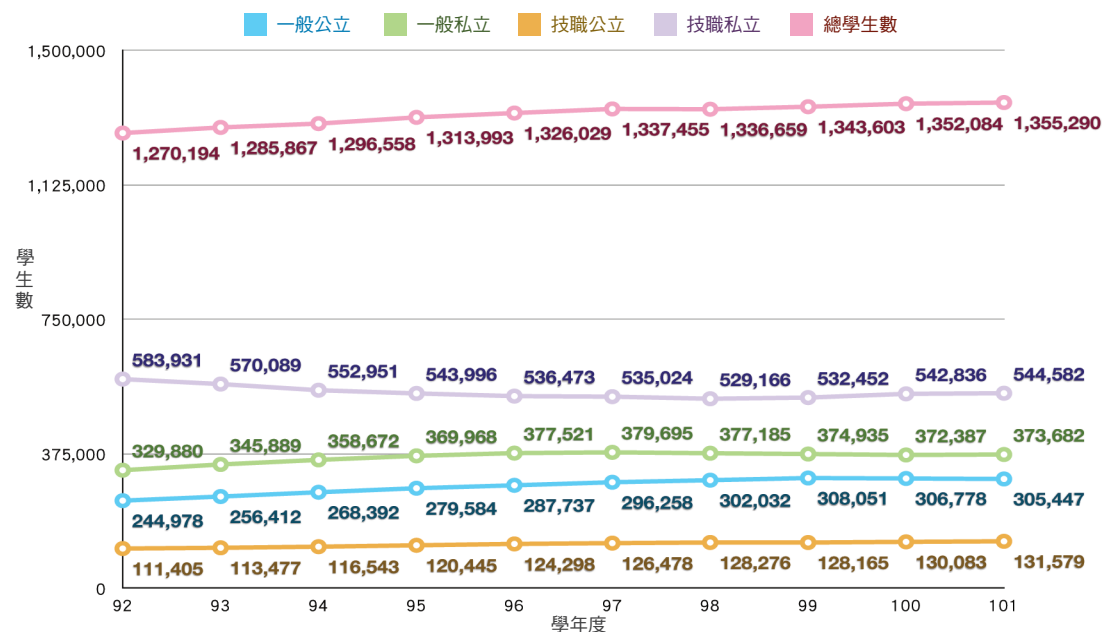 一般公立 一般私立 技職公立 技職私立 總學生數
1,500,000
1,270,194 1,285,867 1,296,558 1,313,993 1,326,029 1,337,455 1,336,659 1,343,603 1,352,084 1,355,290
1,125,000
學生數
750,000
583,931 570,089 552,951 543,996 536,473 535,024 529,166 532,452 542,836 544,582
329,880 345,889 358,672 369,968 377,521 379,695 377,185 374,935 372,387 373,682
375,000
244,978 256,412 268,392 279,584 287,737 296,258 302,032 308,051 306,778 305,447
111,405 113,477 116,543 120,445 124,298 126,478 128,276 128,165 130,083 131,579
0
92 93 94 95 96 97 98 99 100 101
學年度